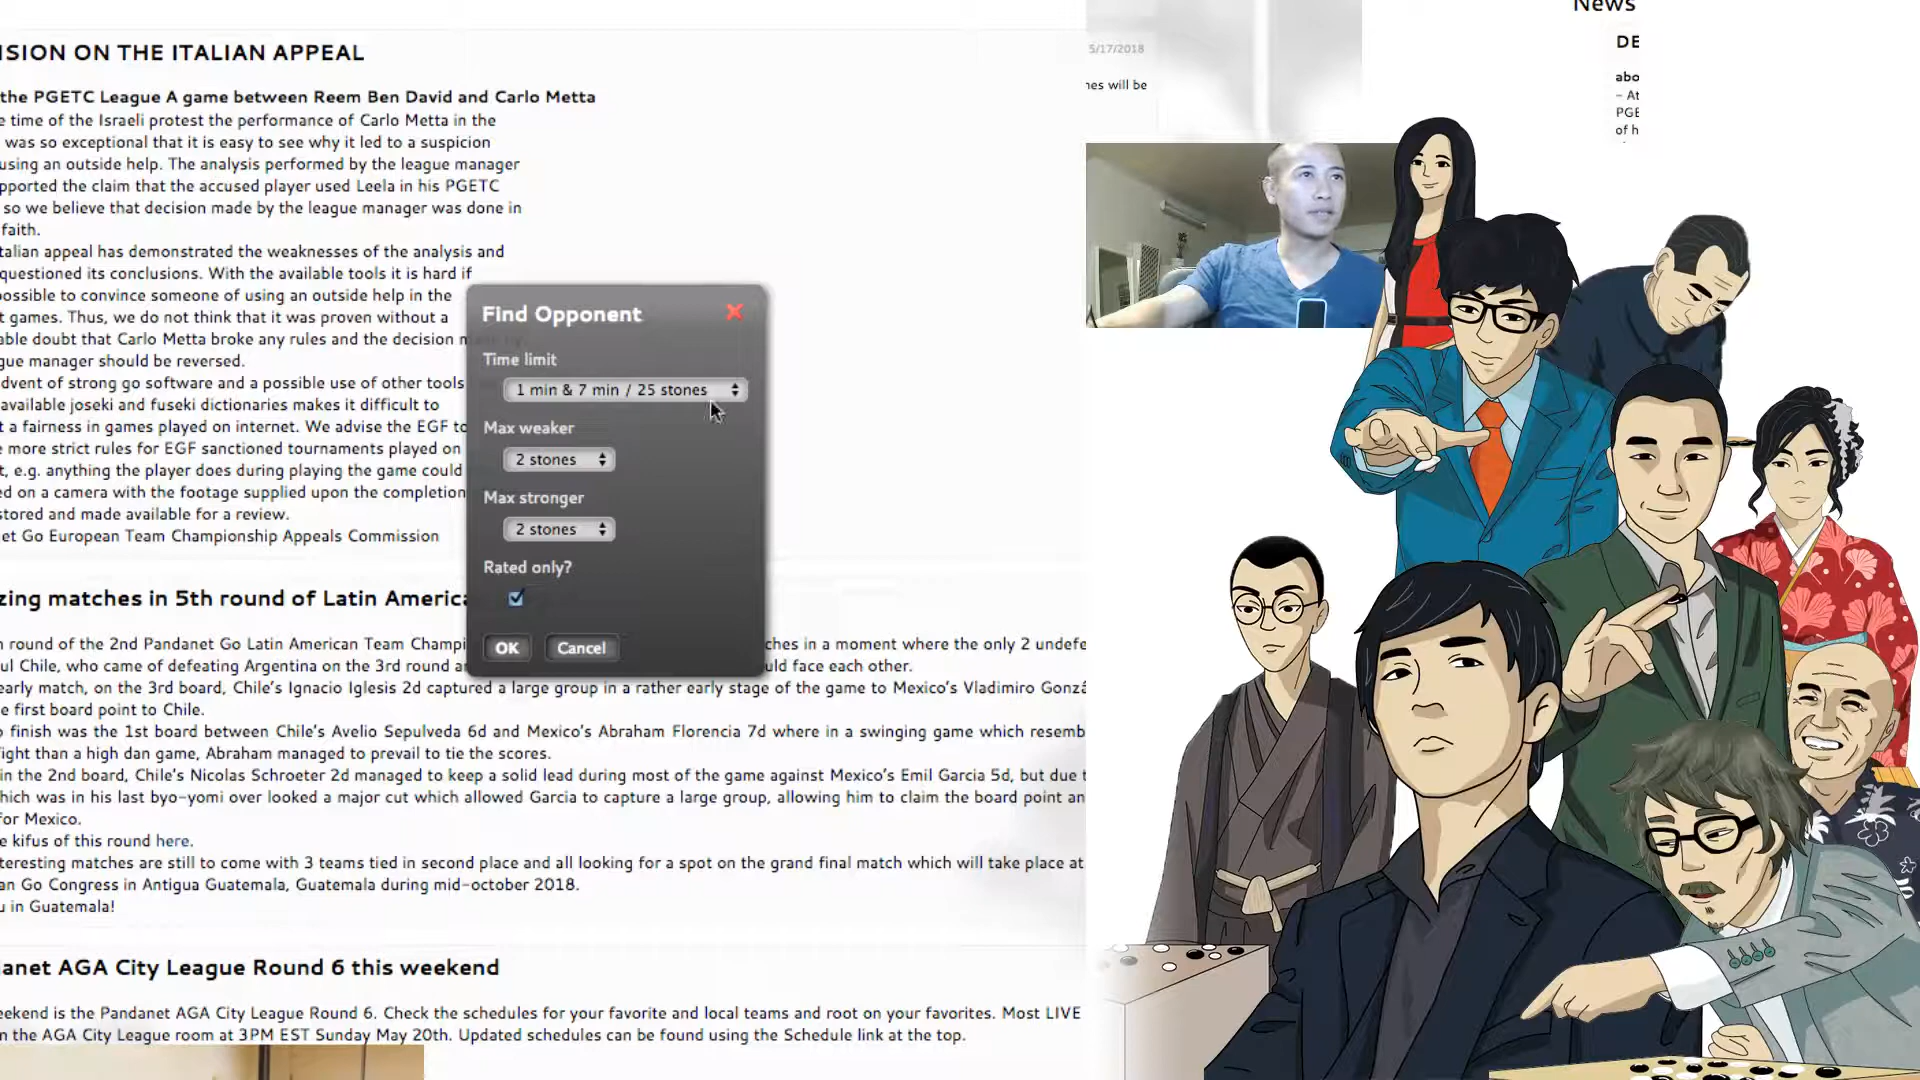 ISION ON THE ITALIAN APPEAL
the PGETC League A game between Reem Ben David and Carlo Metta
e time of the Israeli protest the performance of Carlo Metta in the
was so exceptional that it is easy to see why it led to a suspicion
using an outside help. The analysis performed by the league manager
pported the claim that the accused player used Leela in his PGETC
so we believe that decision made by the league manager was done in
faith.
talian appeal has demonstrated the weaknesses of the analysis and
questioned its conclusions. With the available tools it is hard if
possible to convince someone of using an outside help in the
t games. Thus, we do not think that it was proven without a
able doubt that Carlo Metta broke any rules and the decision m
gue manager should be reversed.
dvent of strong go software and a possible use of other tools
available joseki and fuseki dictionaries makes it difficult to
t a fairness in games played on internet. We advise the EGF to
e more strict rules for EGF sanctioned tournaments played on
t, e.g. anything the player does during playing the game could
ed on a camera with the footage supplied upon the completion
stored and made available for a review.
et Go European Team Championship Appeals Commission
zing matches in 5th round of Latin America
n round of the 2nd Pandanet Go Latin American Team Champi
ches in a moment where the only 2 undefe
ul Chile, who came of defeating Argentina on the 3rd round a
uld face each other.
early match, on the 3rd board, Chile's Ignacio Iglesis 2d captured a large group in a rather early stage of the game to Mexico's Vladimiro Gonzá
e first board point to Chile.
o finish was the 1st board between Chile's Avelio Sepulveda 6d and Mexico's Abraham Florencia 7d where in a swinging game which resemb
fight than a high dan game, Abraham managed to prevail to tie the scores.
in the 2nd board, Chile's Nicolas Schroeter 2d managed to keep a solid lead during most of the game against Mexico's Emil Garcia 5d, but due t
hich was in his last byo-yomi over looked a major cut which allowed Garcia to capture a large group, allowing him to claim the board point an
for Mexico.
e kifus of this round here.
nteresting matches are still to come with 3 teams tied in second place and all looking for a spot on the grand final match which will take place at
an Go Congress in Antigua Guatemala, Guatemala during mid-october 2018.
u in Guatemala!
danet AGA City League Round 6 this weekend
eekend is the Pandanet AGA City League Round 6. Check the schedules for your favorite and local teams and root on your favorites. Most LIVE
n the AGA City League room at 3PM EST Sunday May 20th. Updated schedules can be found using the Schedule link at the top.
Find Opponent
Time limit
1 min & 7 min / 25 stones
Max weaker
2 stones
Max stronger
2 stones
Rated only?
OK
Cancel
5/17/2018
nes will be
News
DE
abo
– At
PGE
of h